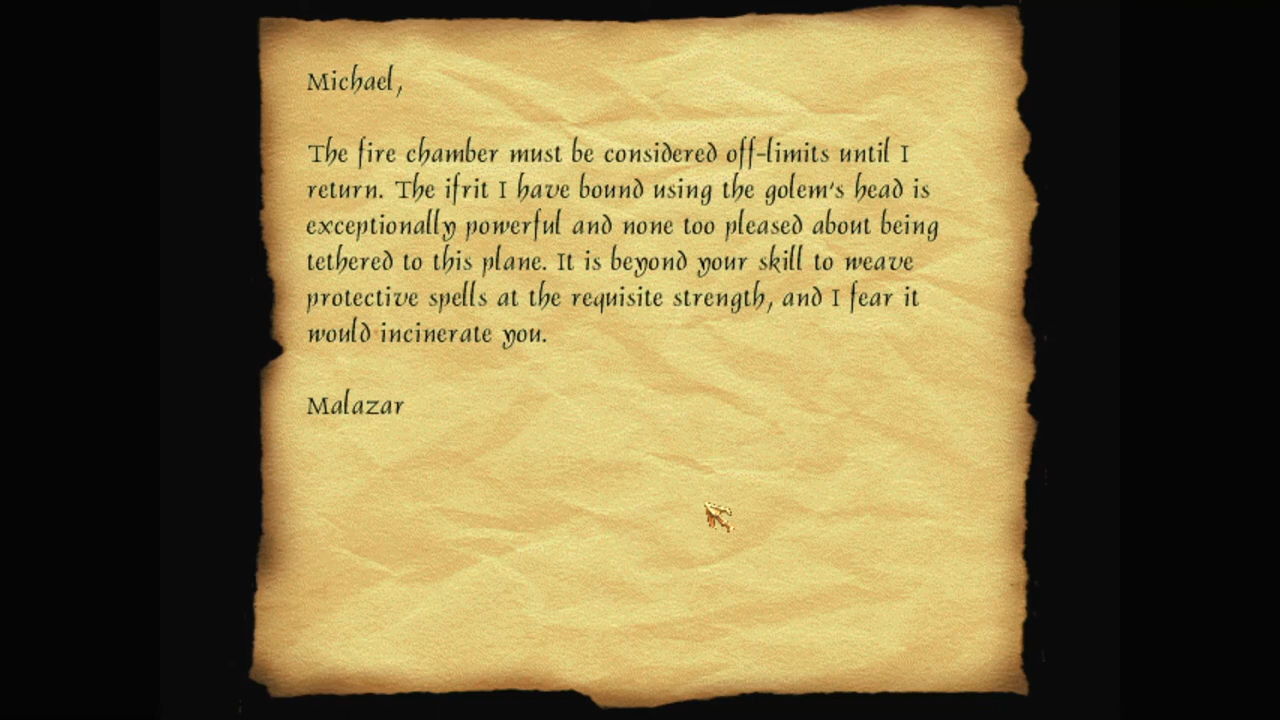 Michael,
The fire chamber must be considered off-limits until I
return. The ifrit I have bound using the golem's head is
exceptionally powerful and none too pleased about being
tethered to this plane. It is beyond your skill to weave
protective spells at the requisite strength, and I fear it
would incinerate you.
Malazar